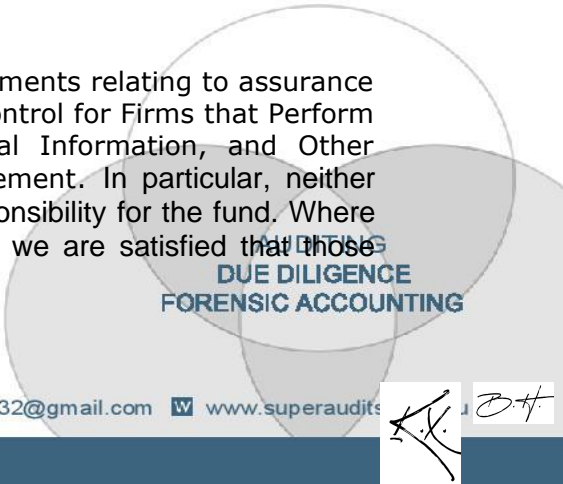 ments relating to assurance
ontrol for Firms that Perform
al Information, and Other
ement. In particular, neither
onsibility for the fund. Where
we are satisfied that those
AUDITING
DUE DILIGENCE
FORENSIC ACCOUNTING
32@gmail.com W www.superaudits u
K.X. B.H.